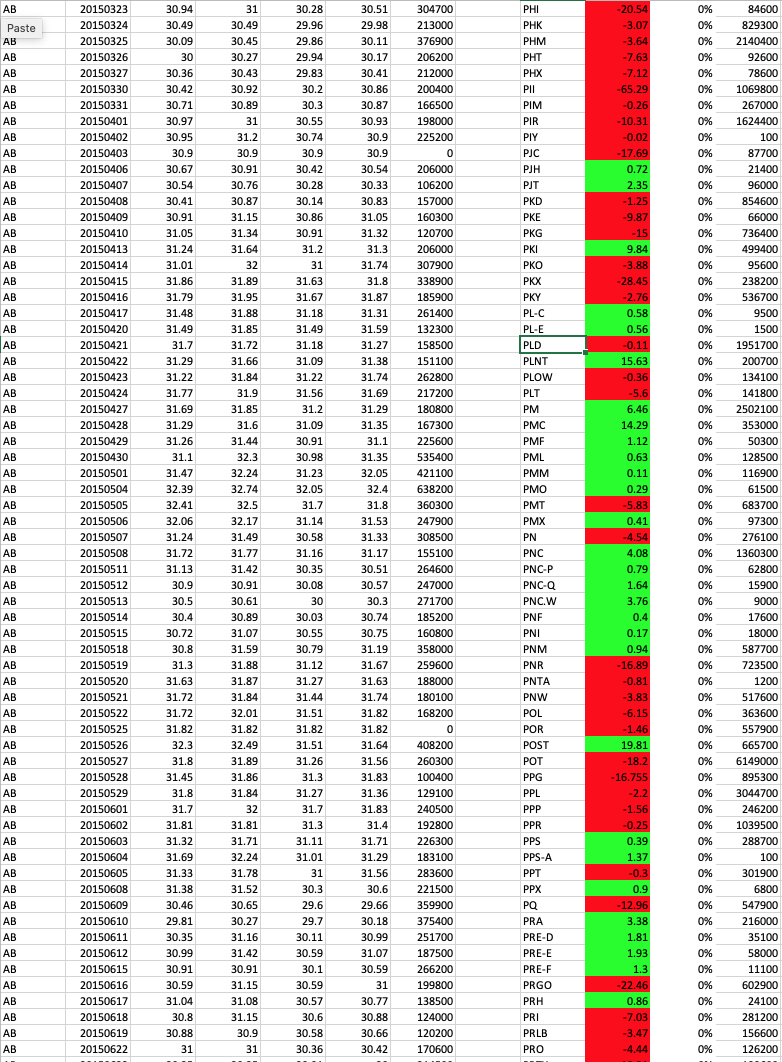 AB 20150323 30.94 31 30.28 30.51 304700 PHI -20.54 0% 84600
Paste 20150324 30.49 30.49 29.96 29.98 213000 PHK -3.07 0% 829300
AB 20150325 30.09 30.45 29.86 30.11 376900 PHM -3.64 0% 2140400
AB 20150326 30 30.27 29.94 30.17 206200 PHT -7.63 0% 92600
AB 20150327 30.36 30.43 29.83 30.41 212000 PHX -7.12 0% 78600
AB 20150330 30.42 30.92 30.2 30.86 200400 PII -65.29 0% 1069800
AB 20150331 30.71 30.89 30.3 30.87 166500 PIM -0.26 0% 267000
AB 20150401 30.97 31 30.55 30.93 198000 PIR -10.31 0% 1624400
AB 20150402 30.95 31.2 30.74 30.9 225200 PIY -0.02 0% 100
AB 20150403 30.9 30.9 30.9 30.9 0 PJC -17.69 0% 87700
AB 20150406 30.67 30.91 30.42 30.54 206000 PJH 0.72 0% 21400
AB 20150407 30.54 30.76 30.28 30.33 106200 PJT 2.35 0% 96000
AB 20150408 30.41 30.87 30.14 30.83 157000 PKD -1.25 0% 854600
AB 20150409 30.91 31.15 30.86 31.05 160300 PKE -9.87 0% 66000
AB 20150410 31.05 31.34 30.91 31.32 120700 PKG -15 0% 736400
AB 20150413 31.24 31.64 31.2 31.3 206000 PKI 9.84 0% 499400
AB 20150414 31.01 32 31 31.74 307900 PKO -3.88 0% 95600
AB 20150415 31.86 31.89 31.63 31.8 338900 PKX -28.45 0% 238200
AB 20150416 31.79 31.95 31.67 31.87 185900 PKY -2.76 0% 536700
AB 20150417 31.48 31.88 31.18 31.31 261400 PL-C 0.58 0% 9500
AB 20150420 31.49 31.85 31.49 31.59 132300 PL-E 0.56 0% 1500
AB 20150421 31.7 31.72 31.18 31.27 158500 PLD -0.11 0% 1951700
AB 20150422 31.29 31.66 31.09 31.38 151100 PLNT 15.63 0% 200700
AB 20150423 31.22 31.84 31.22 31.74 262800 PLOW -0.36 0% 134100
AB 20150424 31.77 31.9 31.56 31.69 217200 PLT -5.6 0% 141800
AB 20150427 31.69 31.85 31.2 31.29 180800 PM 6.46 0% 2502100
AB 20150428 31.29 31.6 31.09 31.35 167300 PMC 14.29 0% 353000
AB 20150429 31.26 31.44 30.91 31.1 225600 PMF 1.12 0% 50300
AB 20150430 31.1 32.3 30.98 31.35 535400 PML 0.63 0% 128500
AB 20150501 31.47 32.24 31.23 32.05 421100 PMM 0.11 0% 116900
AB 20150504 32.39 32.74 32.05 32.4 638200 PMO 0.29 0% 61500
AB 20150505 32.41 32.5 31.7 31.8 360300 PMT -5.83 0% 683700
AB 20150506 32.06 32.17 31.14 31.53 247900 PMX 0.41 0% 97300
AB 20150507 31.24 31.49 30.58 31.33 308500 PN -4.54 0% 276100
AB 20150508 31.72 31.77 31.16 31.17 155100 PNC 4.08 0% 1360300
AB 20150511 31.13 31.42 30.35 30.51 264600 PNC-P 0.79 0% 62800
AB 20150512 30.9 30.91 30.08 30.57 247000 PNC-Q 1.64 0% 15900
AB 20150513 30.5 30.61 30 30.3 271700 PNC.W 3.76 0% 9000
AB 20150514 30.4 30.89 30.03 30.74 185200 PNF 0.4 0% 17600
AB 20150515 30.72 31.07 30.55 30.75 160800 PNI 0.17 0% 18000
AB 20150518 30.8 31.59 30.79 31.19 358000 PNM 0.94 0% 587700
AB 20150519 31.3 31.88 31.12 31.67 259600 PNR -16.89 0% 723500
AB 20150520 31.63 31.87 31.27 31.63 188000 PNTA -0.81 0% 1200
AB 20150521 31.72 31.84 31.44 31.74 180100 PNW -3.83 0% 517600
AB 20150522 31.72 32.01 31.51 31.82 168200 POL -6.15 0% 363600
AB 20150525 31.82 31.82 31.82 31.82 0 POR -1.46 0% 557900
AB 20150526 32.3 32.49 31.51 31.64 408200 POST 19.81 0% 665700
AB 20150527 31.8 31.89 31.26 31.56 260300 POT -18.2 0% 6149000
AB 20150528 31.45 31.86 31.3 31.83 100400 PPG -16.755 0% 895300
AB 20150529 31.8 31.84 31.27 31.36 129100 PPL -2.2 0% 3044700
AB 20150601 31.7 32 31.7 31.83 240500 PPP -1.56 0% 246200
AB 20150602 31.81 31.81 31.3 31.4 192800 PPR -0.25 0% 1039500
AB 20150603 31.32 31.71 31.11 31.71 226300 PPS 0.39 0% 288700
AB 20150604 31.69 32.24 31.01 31.29 183100 PPS-A 1.37 0% 100
AB 20150605 31.33 31.78 31 31.56 283600 PPT -0.3 0% 301900
AB 20150608 31.38 31.52 30.3 30.6 221500 PPX 0.9 0% 6800
AB 20150609 30.46 30.65 29.6 29.66 359900 PQ -12.96 0% 547900
AB 20150610 29.81 30.27 29.7 30.18 375400 PRA 3.38 0% 216000
AB 20150611 30.35 31.16 30.11 30.99 251700 PRE-D 1.81 0% 35100
AB 20150612 30.99 31.42 30.59 31.07 187500 PRE-E 1.93 0% 58000
AB 20150615 30.91 30.91 30.1 30.59 266200 PRE-F 1.3 0% 11100
AB 20150616 30.59 31.15 30.59 31 199800 PRGO -22.46 0% 602900
AB 20150617 31.04 31.08 30.57 30.77 138500 PRH 0.86 0% 24100
AB 20150618 30.8 31.15 30.6 30.88 124000 PRI -7.03 0% 281200
AB 20150619 30.88 30.9 30.58 30.66 120200 PRLB -3.47 0% 156600
AB 20150622 31 31 30.36 30.42 170600 PRO -4.44 0% 126200